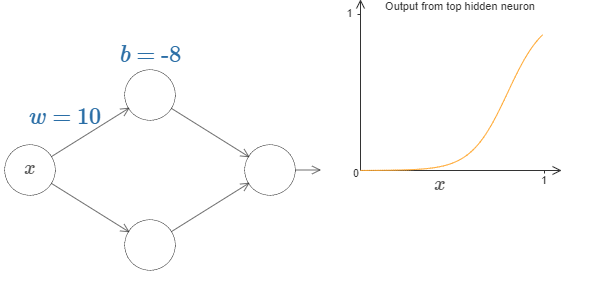 b = -8
w = 10
x
Output from top hidden neuron
1
0
x
1